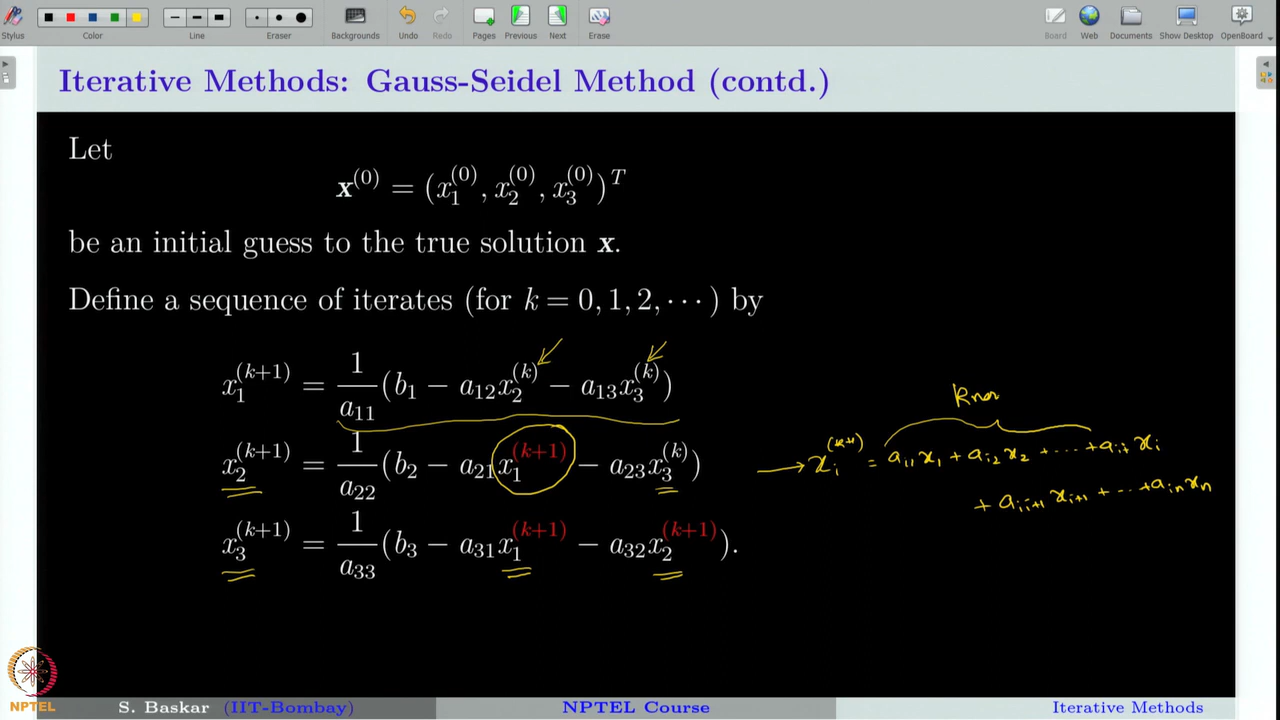 Stylus Color Line Eraser Backgrounds Undo Redo Pages Previous Next Erase Board Web Documents Show Desktop OpenBoard
Iterative Methods: Gauss-Seidel Method (contd.)
Let
x^(0) = (x_1^(0), x_2^(0), x_3^(0))^T
be an initial guess to the true solution x.
Define a sequence of iterates (for k = 0, 1, 2, ⋯) by
x_1^(k+1) = 1/a_11 (b_1 − a_12 x_2^(k) − a_13 x_3^(k))
x_2^(k+1) = 1/a_22 (b_2 − a_21 x_1^(k+1) − a_23 x_3^(k))
x_3^(k+1) = 1/a_33 (b_3 − a_31 x_1^(k+1) − a_32 x_2^(k+1)).
→ x_i^(k+1) = a_i1 x_1 + a_i2 x_2 + ⋯ + a_ii x_i
+ a_ii+1 x_i+1 + ⋯ + a_in x_n
NPTEL
S. Baskar (IIT-Bombay) NPTEL Course Iterative Methods